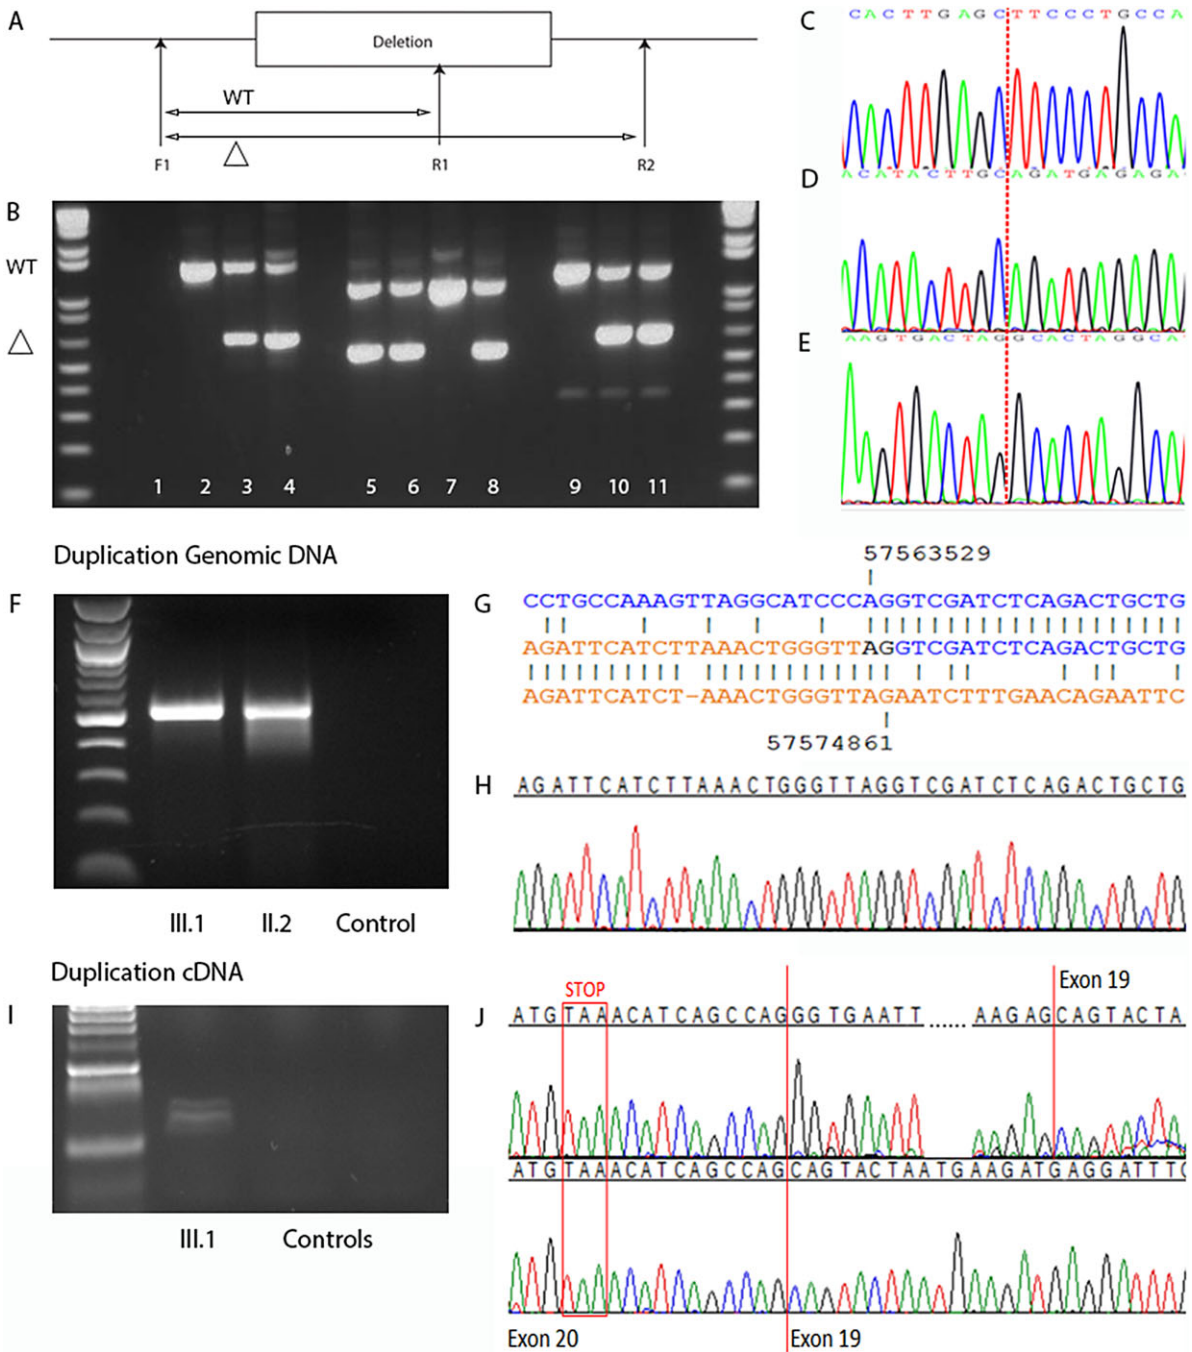 A
Deletion
WT
△
F1
R1
R2
B
WT
△
1 2 3 4 5 6 7 8 9 10 11
C
CACTTGAGCTTCCCTGCCA
D
ACATACTTGCAGATGAGAGA
E
AAGTGACTAGGCACTAGGCA
Duplication Genomic DNA
F
III.1 II.2 Control
G
57563529
CCTGCCAAAGTTAGGCATCCCAGGTCGATCTCAGACTGCTG
AGATTCATCTTAAACTGGGTTAGGTCGATCTCAGACTGCTG
AGATTCATCT-AAACTGGGTTAGAATCTTTGAACAGAATTC
57574861
H
AGATTCATCTTAAACTGGGTTAGGTCGATCTCAGACTGCTG
Duplication cDNA
I
III.1 Controls
J
STOP
Exon 19
ATGTAAACATCAGCCAGGGTGAATT ...... AAGAGCAGTACTA
ATGTAAACATCAGCCAGCAGTACTAATGAAGATGAGGATTTG
Exon 20
Exon 19